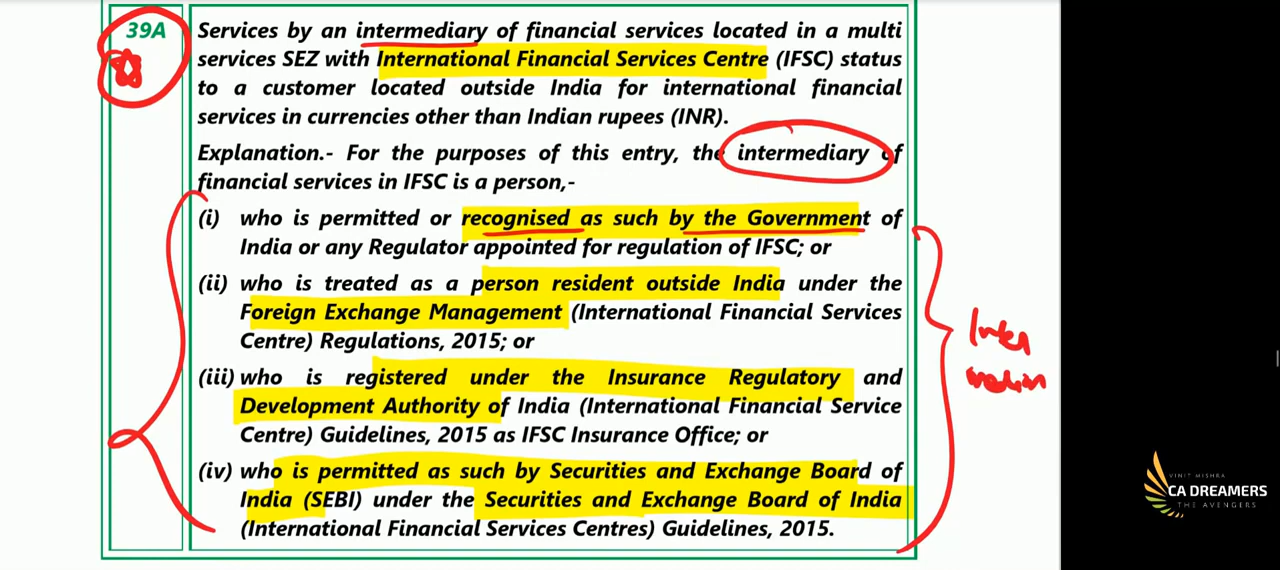 39A
Services by an intermediary of financial services located in a multi
services SEZ with International Financial Services Centre (IFSC) status
to a customer located outside India for international financial
services in currencies other than Indian rupees (INR).
Explanation.- For the purposes of this entry, the intermediary of
financial services in IFSC is a person,-
(i) who is permitted or recognised as such by the Government of
India or any Regulator appointed for regulation of IFSC; or
(ii) who is treated as a person resident outside India under the
Foreign Exchange Management (International Financial Services
Centre) Regulations, 2015; or
(iii) who is registered under the Insurance Regulatory and
Development Authority of India (International Financial Service
Centre) Guidelines, 2015 as IFSC Insurance Office; or
(iv) who is permitted as such by Securities and Exchange Board of
India (SEBI) under the Securities and Exchange Board of India
(International Financial Services Centres) Guidelines, 2015.
VINIT MISHRA
CA DREAMERS
THE AVENGERS